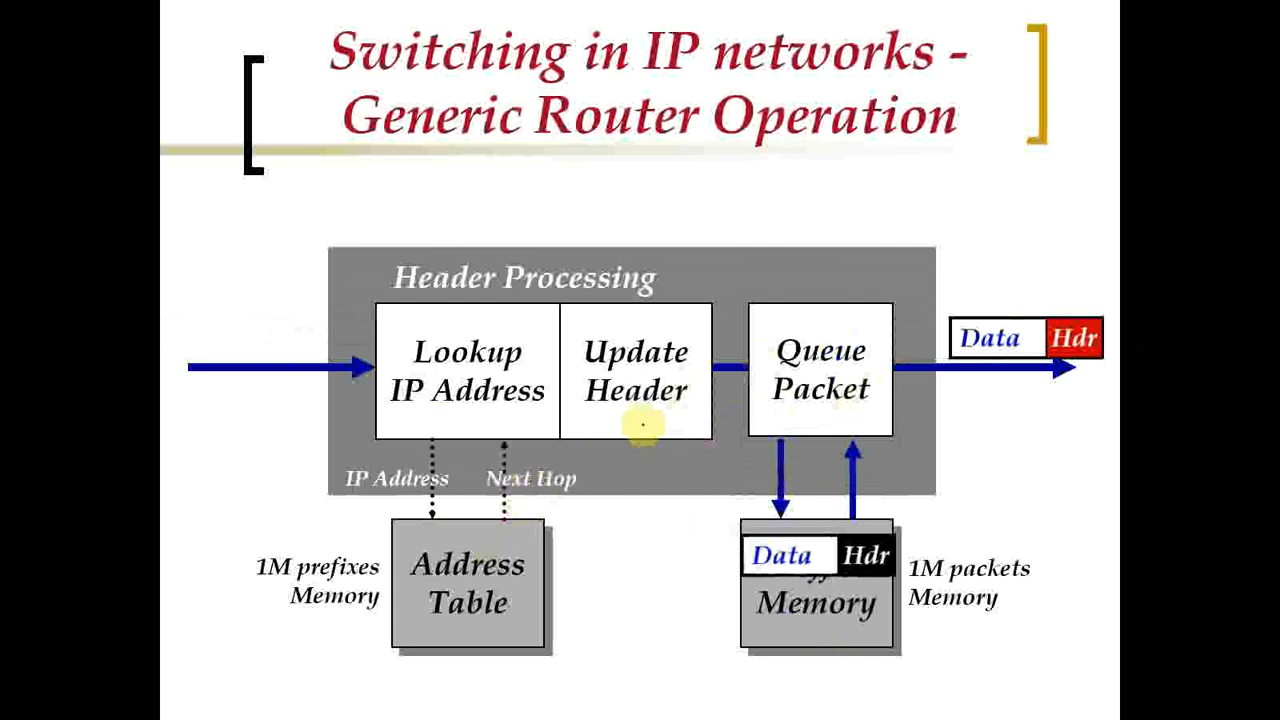 Switching in IP networks -
Generic Router Operation
Header Processing
Lookup
IP Address
Update
Header
Queue
Packet
Data Hdr
IP Address
Next Hop
1M prefixes
Memory
Address
Table
Data Hdr
Memory
1M packets
Memory